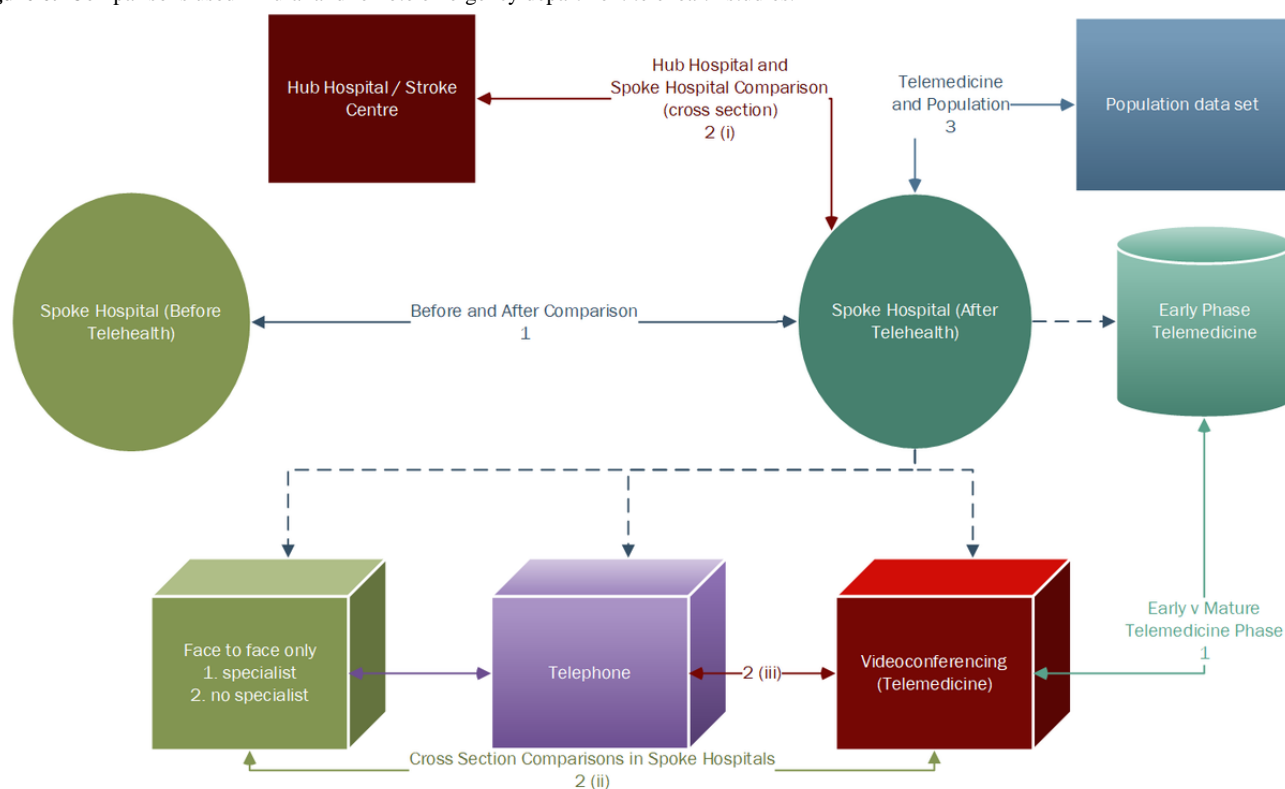 Hub Hospital / Stroke
Centre
Hub Hospital and
Spoke Hospital Comparison
(cross section)
2 (i)
Telemedicine
and Population
3
Population data set
Spoke Hospital (Before
Telehealth)
Before and After Comparison
1
Spoke Hospital (After
Telehealth)
Early Phase
Telemedicine
Face to face only
1. specialist
2. no specialist
Telephone
2 (iii)
Videoconferencing
(Telemedicine)
Early v Mature
Telemedicine Phase
1
Cross Section Comparisons in Spoke Hospitals
2 (ii)